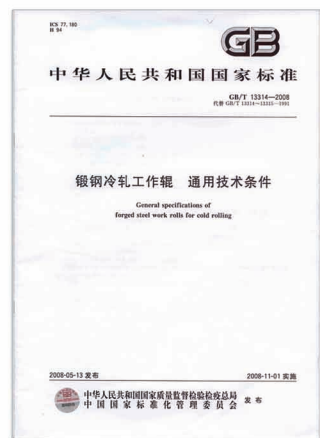 ICS 77.180
H 94
GB
中华人民共和国国家标准
GB/T 13314—2008
代替 GB/T 13314～13315—1991
锻钢冷轧工作辊 通用技术条件
General specifications of
forged steel work rolls for cold rolling
2008-05-13 发布
2008-11-01 实施
中华人民共和国国家质量监督检验检疫总局
中国国家标准化管理委员会
发布